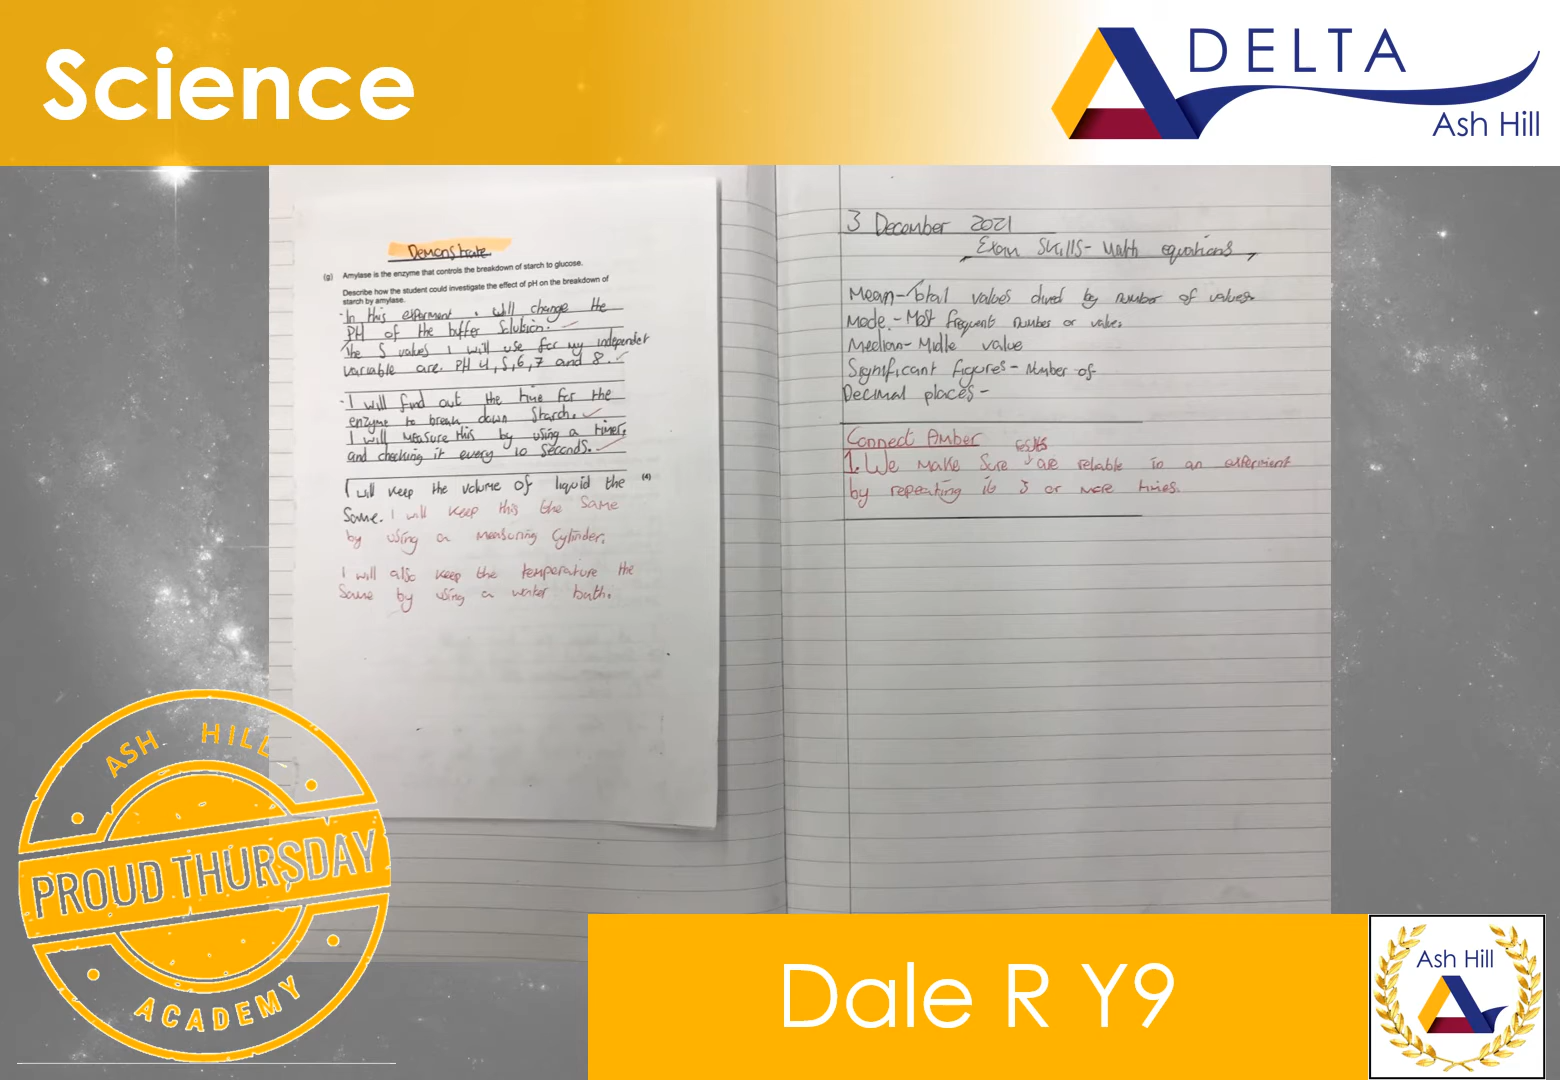 Science
DELTA
Ash Hill
Demonstrate
(g) Amylase is the enzyme that controls the breakdown of starch to glucose.
Describe how the student could investigate the effect of pH on the breakdown of
starch by amylase.
- In this experment I will change the
PH of the buffer Solution.
The 5 values I will use for my independet
variable are PH 4, 5, 6, 7 and 8.
- I will find out the time for the
enzyme to break down Starch.
I will measure this by using a timer,
and checking it every 10 seconds.
(4)
I will keep the volume of liquid the
Same. I will keep this the same
by using a measuring cylinder.
I will also keep the temperature the
Same by using a water bath.
3 December 2021
Exam Skills- Math equations
Mean- total values dived by number of values
Mode - Most frequent number or value.
Median- Midle value
Significant figures - Number of
Decimal places -
Connect Amber
1. We make sure are relable in an experiment
by repeating it 3 or more times.
ASH HILL
PROUD THURSDAY
ACADEMY
Dale R Y9
Ash Hill